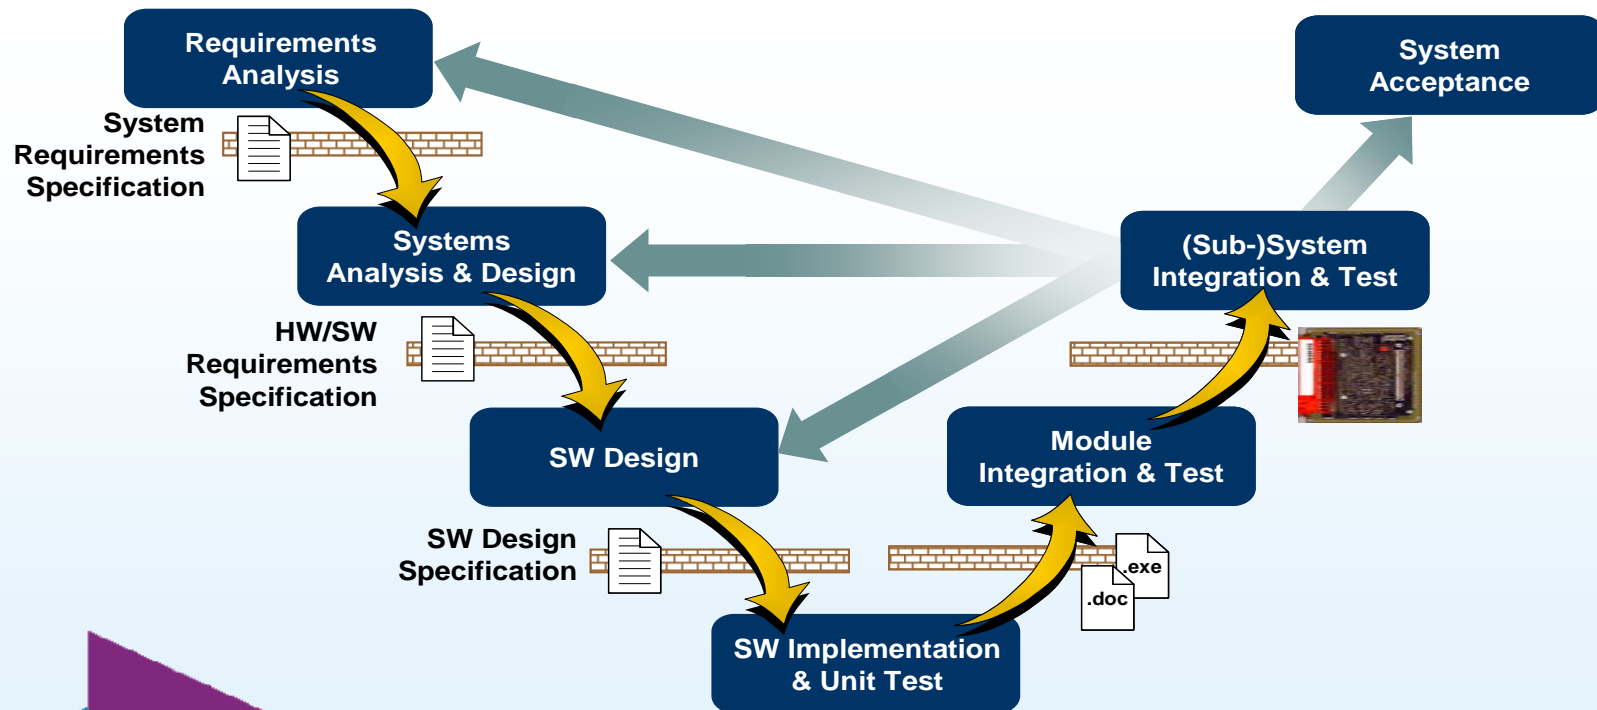 Requirements
Analysis
System
Acceptance
System
Requirements
Specification
Systems
Analysis & Design
(Sub-)System
Integration & Test
HW/SW
Requirements
Specification
SW Design
Module
Integration & Test
SW Design
Specification
.exe
.doc
SW Implementation
& Unit Test